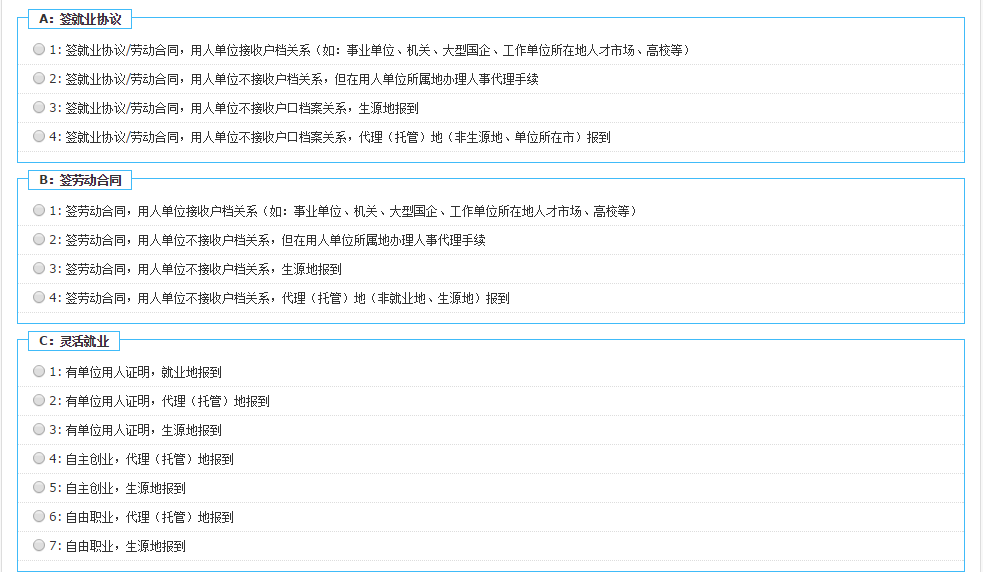 A: 签就业协议
1: 签就业协议/劳动合同，用人单位接收户档关系（如：事业单位、机关、大型国企、工作单位所在地人才市场、高校等）
2: 签就业协议/劳动合同，用人单位不接收户档关系，但在用人单位所属地办理人事代理手续
3: 签就业协议/劳动合同，用人单位不接收户口档案关系，生源地报到
4: 签就业协议/劳动合同，用人单位不接收户口档案关系，代理（托管）地（非生源地、单位所在市）报到
B: 签劳动合同
1: 签劳动合同，用人单位接收户档关系（如：事业单位、机关、大型国企、工作单位所在地人才市场、高校等）
2: 签劳动合同，用人单位不接收户档关系，但在用人单位所属地办理人事代理手续
3: 签劳动合同，用人单位不接收户档关系，生源地报到
4: 签劳动合同，用人单位不接收户档关系，代理（托管）地（非就业地、生源地）报到
C: 灵活就业
1: 有单位用人证明，就业地报到
2: 有单位用人证明，代理（托管）地报到
3: 有单位用人证明，生源地报到
4: 自主创业，代理（托管）地报到
5: 自主创业，生源地报到
6: 自由职业，代理（托管）地报到
7: 自由职业，生源地报到